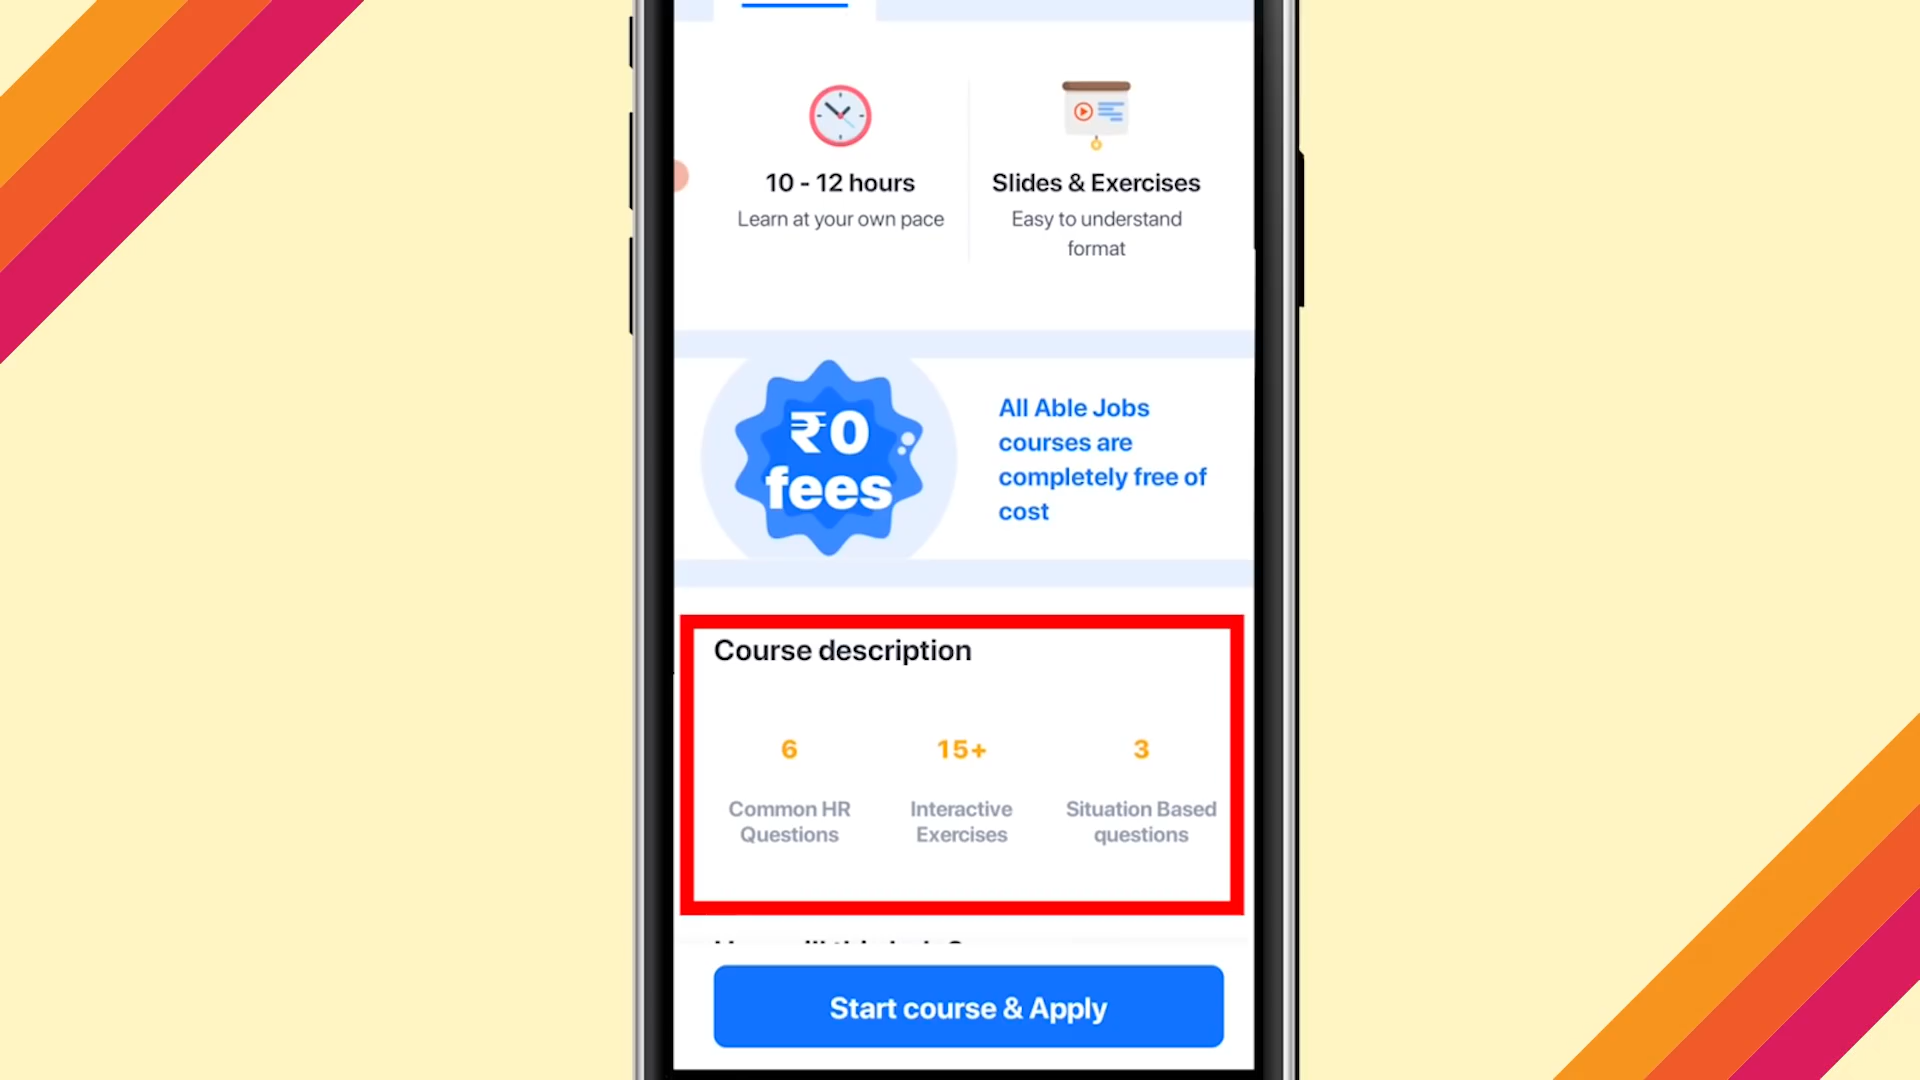 10 - 12 hours
Learn at your own pace
Slides & Exercises
Easy to understand
format
₹0
fees
All Able Jobs
courses are
completely free of
cost
Course description
6
Common HR
Questions
15+
Interactive
Exercises
3
Situation Based
questions
Start course & Apply